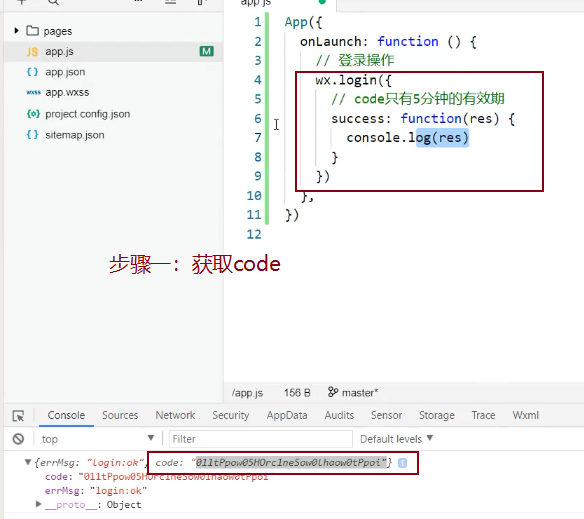 app.js
pages
JS app.js M
{} app.json
wxss app.wxss
{o} project.config.json
{} sitemap.json
1 App({
2 onLaunch: function () {
3 // 登录操作
4 wx.login({
5 // code只有5分钟的有效期
6 success: function(res) {
7 console.log(res)
8 }
9 })
10 },
11 })
12
步骤一：获取code
/app.js 156 B master*
Console Sources Network Security AppData Audits Sensor Storage Trace Wxml
top Filter Default levels
{errMsg: "login:ok", code: "011tPpow05HOrc1neSow0lhaow0tPpoi"}
code: "011tPpow05HOrc1neSow0lhaow0tPpoi"
errMsg: "login:ok"
__proto__: Object